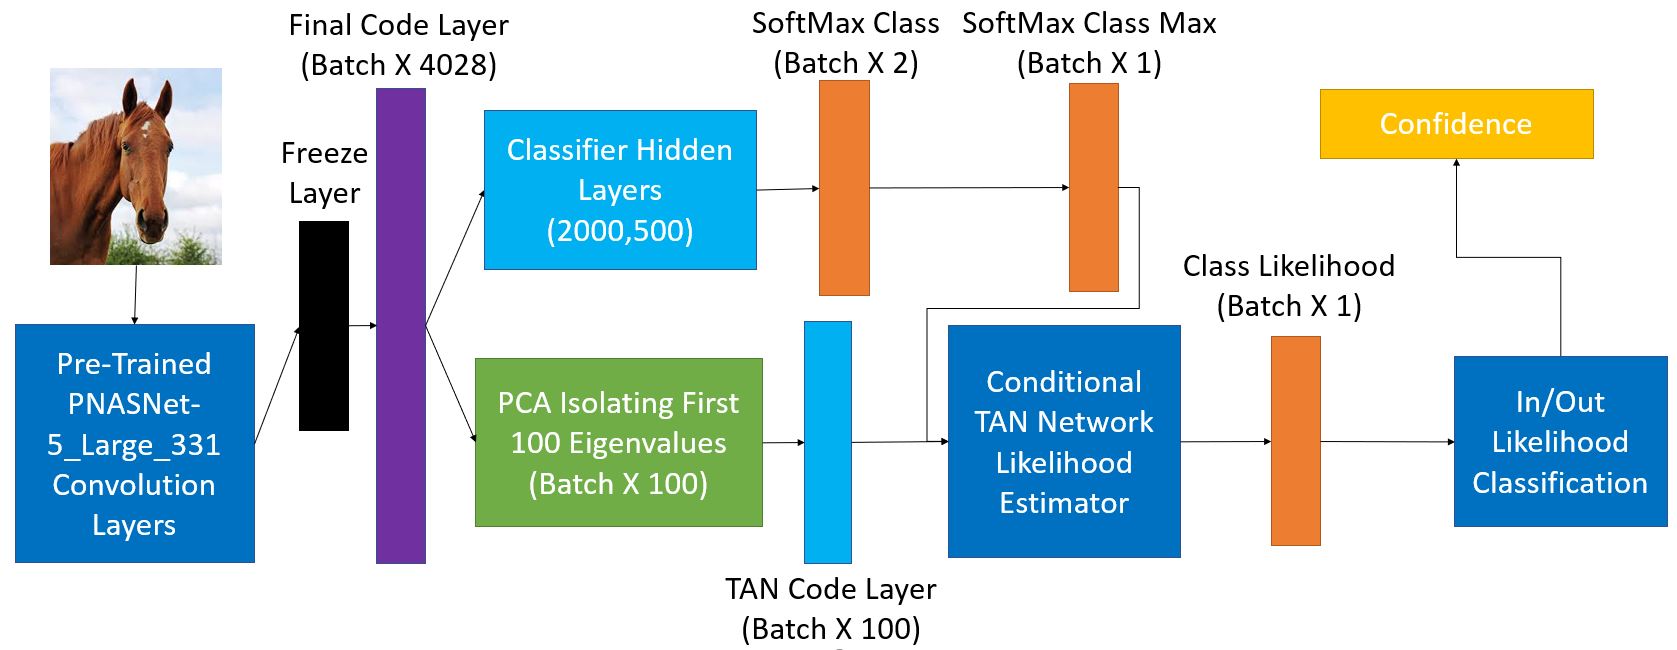 Final Code Layer
(Batch X 4028)
SoftMax Class
(Batch X 2)
SoftMax Class Max
(Batch X 1)
Freeze
Layer
Classifier Hidden
Layers
(2000,500)
Confidence
Class Likelihood
(Batch X 1)
Pre-Trained
PNASNet-
5_Large_331
Convolution
Layers
PCA Isolating First
100 Eigenvalues
(Batch X 100)
Conditional
TAN Network
Likelihood
Estimator
In/Out
Likelihood
Classification
TAN Code Layer
(Batch X 100)